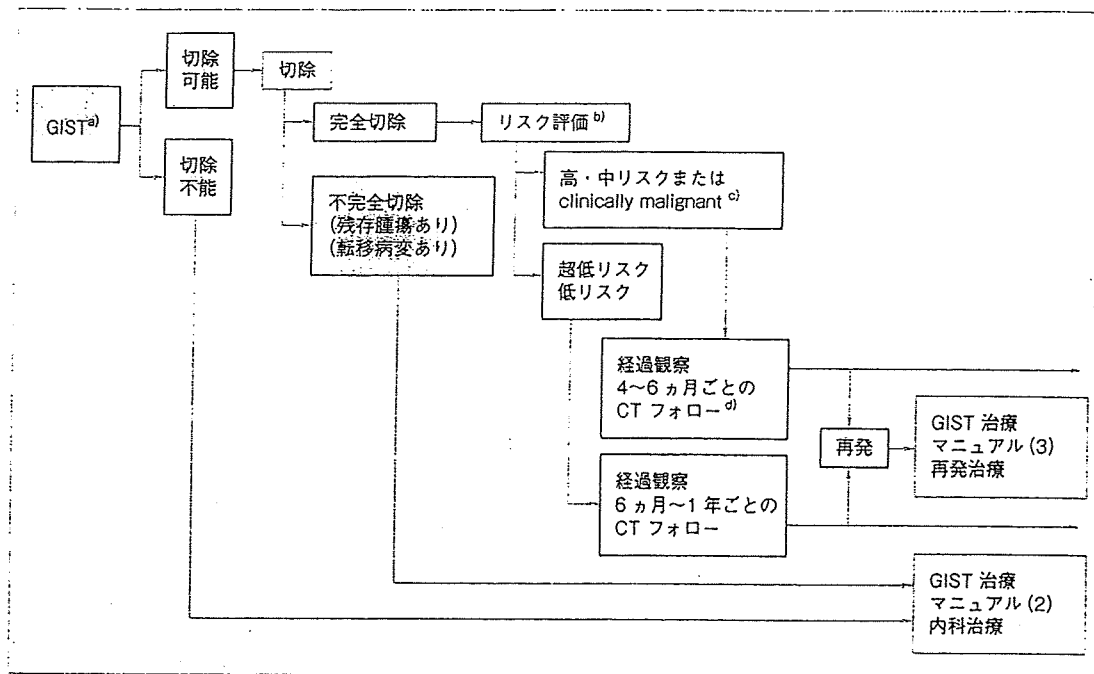 GIST a)
切除
可能
切除
不能
切除
完全切除
リスク評価 b)
不完全切除
(残存腫瘍あり)
(転移病変あり)
高・中リスクまたは
clinically malignant c)
超低リスク
低リスク
経過観察
4〜6ヵ月ごとの
CT フォロー d)
経過観察
6ヵ月〜1年ごとの
CT フォロー
再発
GIST 治療
マニュアル (3)
再発治療
GIST 治療
マニュアル (2)
内科治療